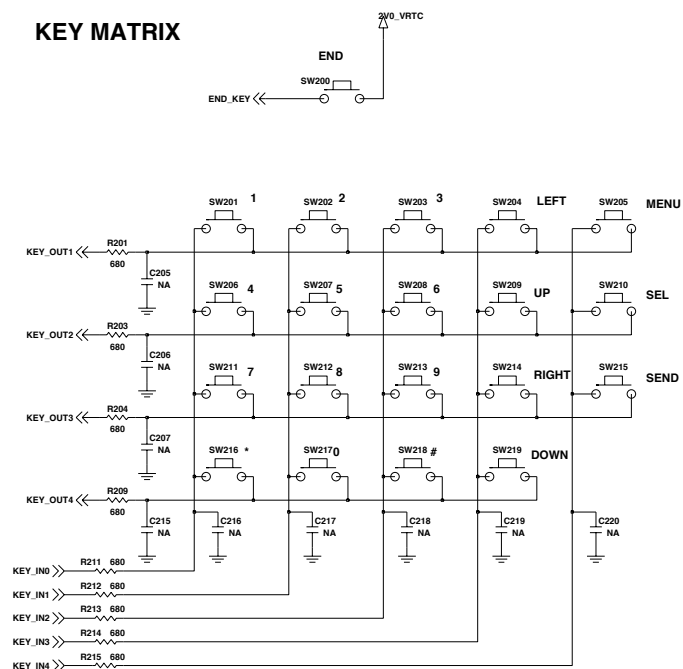 2V0_VRTC
KEY MATRIX
END
SW200
END_KEY
SW201 1 SW202 2 SW203 3 SW204 LEFT SW205 MENU
R201
KEY_OUT1
680
C205
NA
SW206 4 SW207 5 SW208 6 SW209 UP SW210 SEL
R203
KEY_OUT2
680
C206
NA
SW211 7 SW212 8 SW213 9 SW214 RIGHT SW215 SEND
R204
KEY_OUT3
680
C207
NA
SW216 * SW217 0 SW218 # SW219 DOWN
R209
KEY_OUT4
680
C215 C216 C217 C218 C219 C220
NA NA NA NA NA NA
R211 680
KEY_IN0
R212 680
KEY_IN1
R213 680
KEY_IN2
R214 680
KEY_IN3
R215 680
KEY_IN4